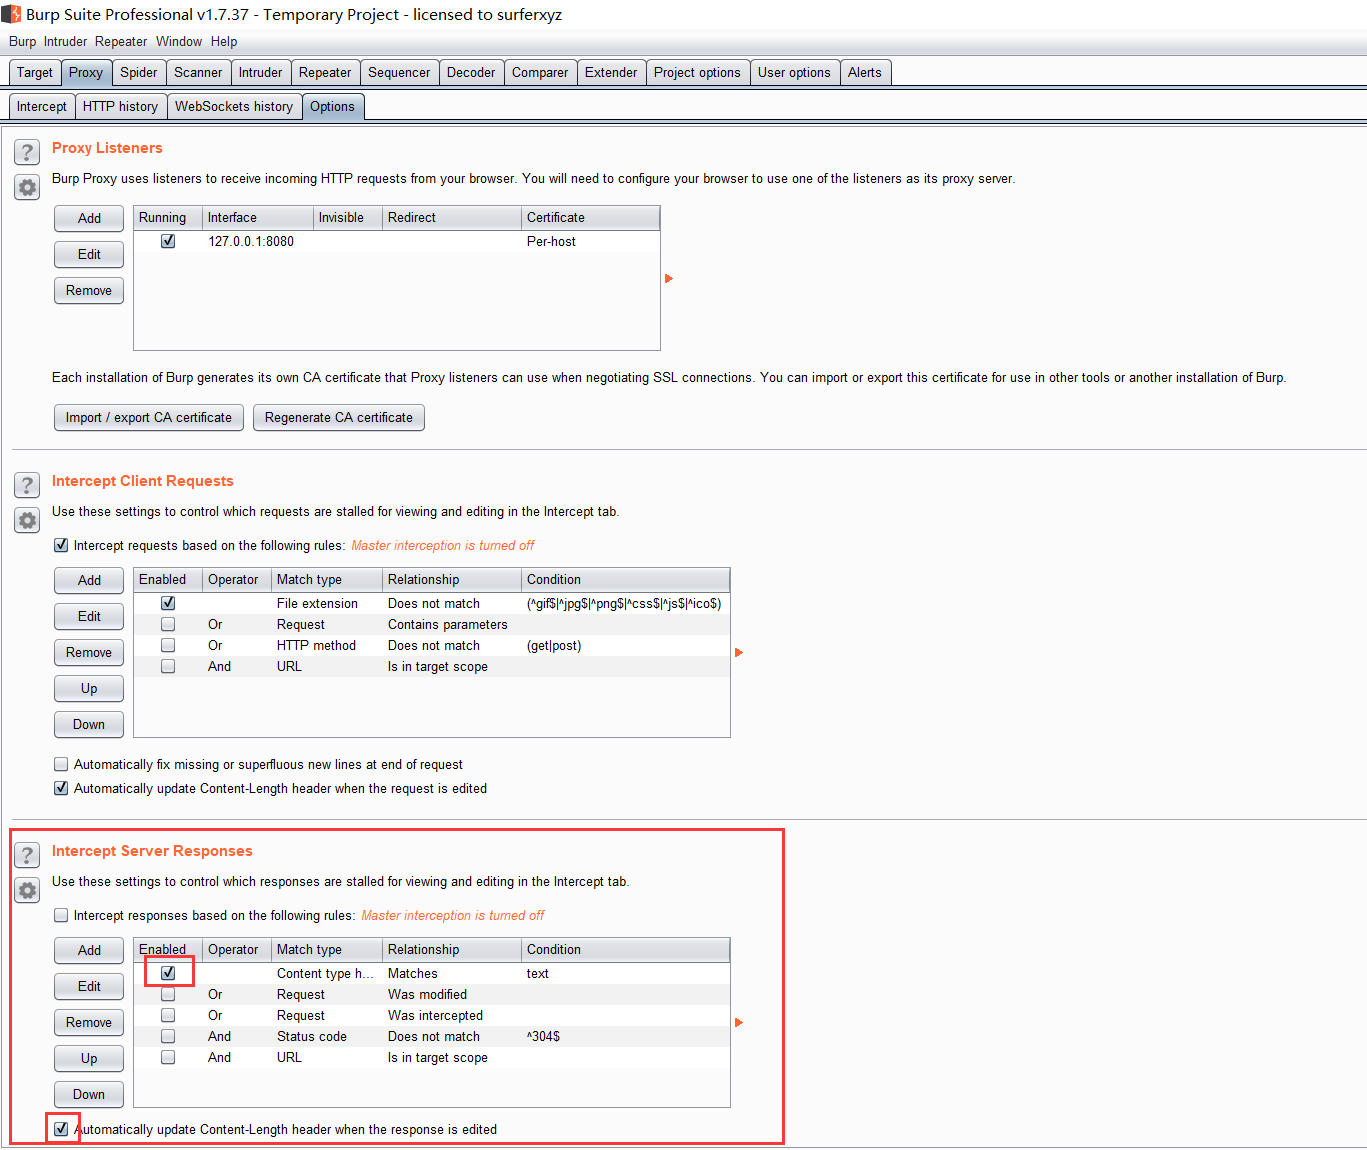 Burp Suite Professional v1.7.37 - Temporary Project - licensed to surferxyz
Burp Intruder Repeater Window Help
Target Proxy Spider Scanner Intruder Repeater Sequencer Decoder Comparer Extender Project options User options Alerts
Intercept HTTP history WebSockets history Options
? Proxy Listeners
Burp Proxy uses listeners to receive incoming HTTP requests from your browser. You will need to configure your browser to use one of the listeners as its proxy server.
Add Running Interface Invisible Redirect Certificate
127.0.0.1:8080 Per-host
Edit
Remove
Each installation of Burp generates its own CA certificate that Proxy listeners can use when negotiating SSL connections. You can import or export this certificate for use in other tools or another installation of Burp.
Import / export CA certificate Regenerate CA certificate
? Intercept Client Requests
Use these settings to control which requests are stalled for viewing and editing in the Intercept tab.
Intercept requests based on the following rules: Master interception is turned off
Add Enabled Operator Match type Relationship Condition
File extension Does not match (^gif$|^jpg$|^png$|^css$|^js$|^ico$)
Edit Or Request Contains parameters
Remove Or HTTP method Does not match (get|post)
And URL Is in target scope
Up
Down
Automatically fix missing or superfluous new lines at end of request
Automatically update Content-Length header when the request is edited
? Intercept Server Responses
Use these settings to control which responses are stalled for viewing and editing in the Intercept tab.
Intercept responses based on the following rules: Master interception is turned off
Add Enabled Operator Match type Relationship Condition
Content type h... Matches text
Edit Or Request Was modified
Remove Or Request Was intercepted
And Status code Does not match ^304$
Up And URL Is in target scope
Down
Automatically update Content-Length header when the response is edited